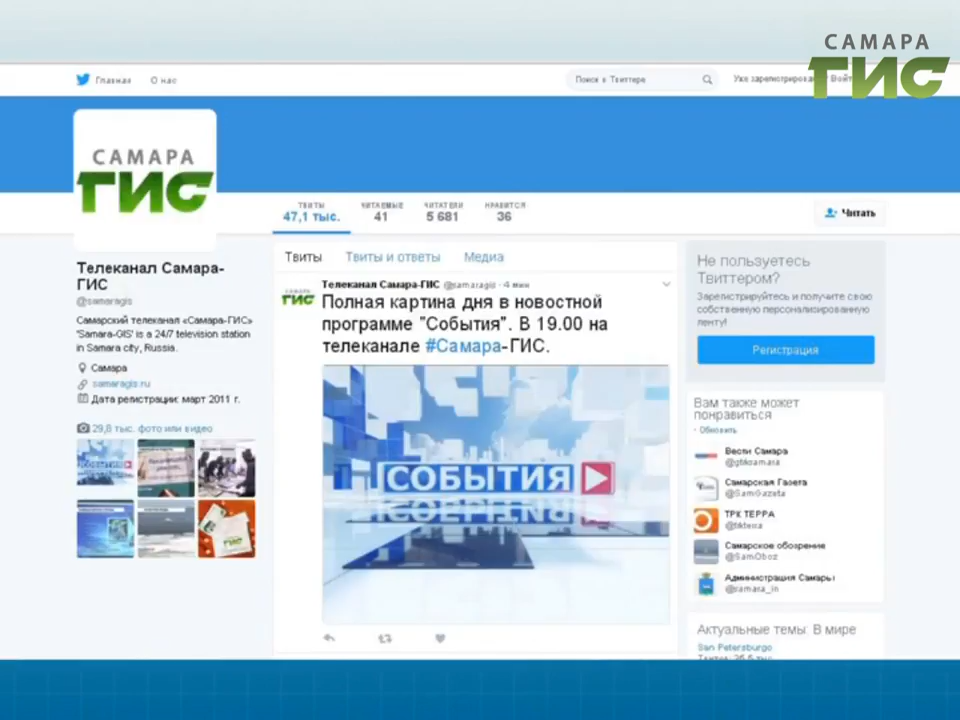 САМАРА
ГИС
Главная О нас
Поиск в Твиттере
Уже зарегистрированы? Войти
САМАРА
ГИС
ТВИТЫ
47,1 тыс.
ЧИТАЕМЫЕ
41
ЧИТАТЕЛИ
5 681
НРАВИТСЯ
36
Читать
Телеканал Самара-
ГИС
@samaragis
Самарский телеканал «Самара-ГИС»
'Samara-GIS' is a 24/7 television station
in Samara city, Russia.
Самара
samaragis.ru
Дата регистрации: март 2011 г.
29,8 тыс. фото или видео
Твиты Твиты и ответы Медиа
САМАРА
ГИС
Телеканал Самара-ГИС @samaragis · 4 мин
Полная картина дня в новостной
программе "События". В 19.00 на
телеканале #Самара-ГИС.
СОБЫТИЯ
Не пользуетесь
Твиттером?
Зарегистрируйтесь и получите свою
собственную персонализированную
ленту!
Регистрация
Вам также может
понравиться
· Обновить
Вести Самара
@gtrksamara
Самарская Газета
@SamGazeta
ТРК ТЕРРА
@trkterra
Самарское обозрение
@SamOboz
Администрация Самары
@samara_in
Актуальные темы: В мире
San Petersburgo